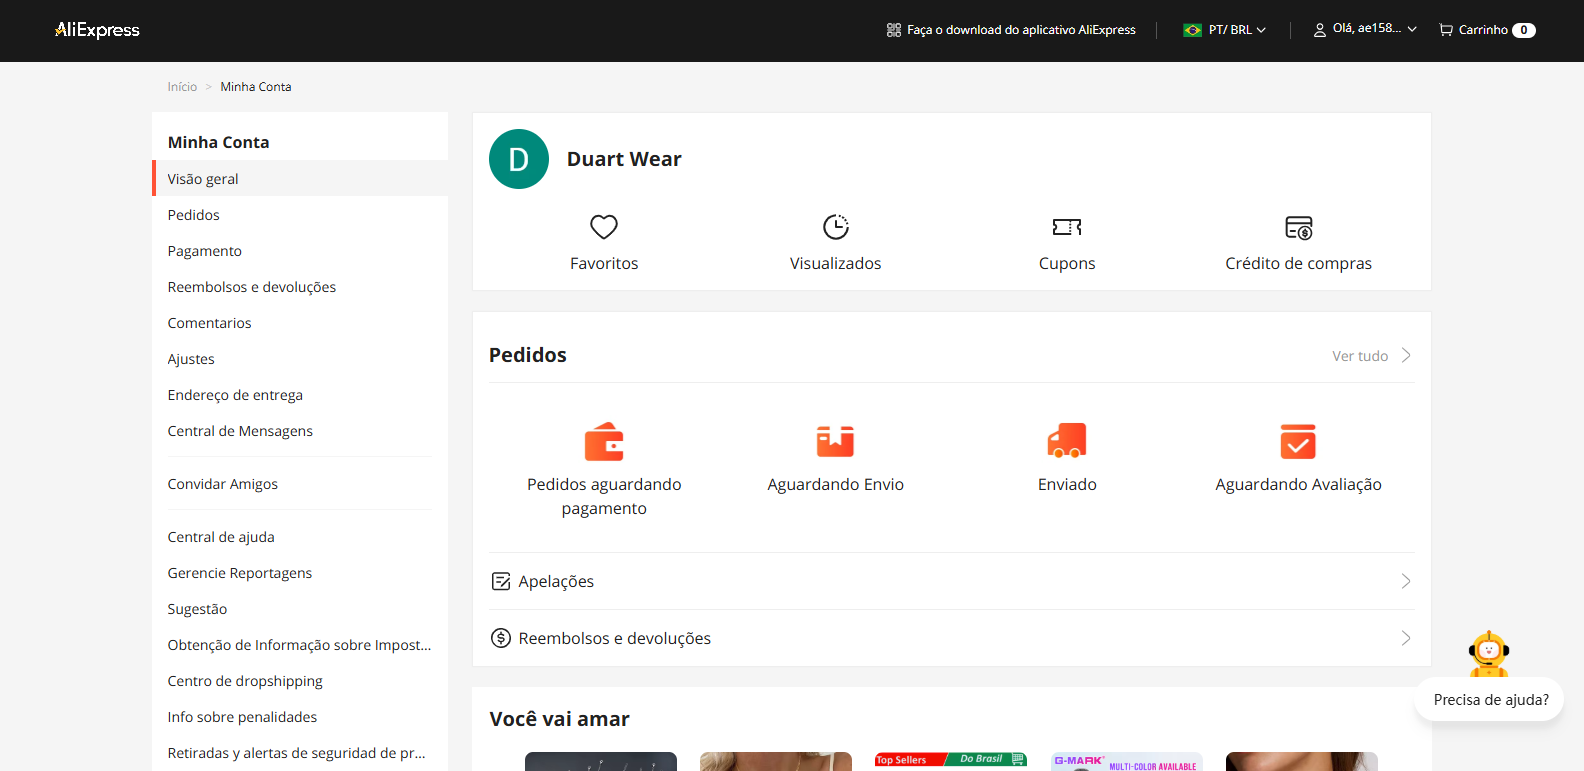 AliExpress
Faça o download do aplicativo AliExpress
PT/ BRL
Olá, ae158...
Carrinho 0
Início > Minha Conta
Minha Conta
Visão geral
Pedidos
Pagamento
Reembolsos e devoluções
Comentarios
Ajustes
Endereço de entrega
Central de Mensagens
Convidar Amigos
Central de ajuda
Gerencie Reportagens
Sugestão
Obtenção de Informação sobre Impost...
Centro de dropshipping
Info sobre penalidades
Retiradas y alertas de seguridad de pr...
D
Duart Wear
Favoritos
Visualizados
Cupons
Crédito de compras
Pedidos
Ver tudo
Pedidos aguardando
pagamento
Aguardando Envio
Enviado
Aguardando Avaliação
Apelações
Reembolsos e devoluções
Precisa de ajuda?
Você vai amar
Top Sellers
Do Brasil
G-MARK
MULTI-COLOR AVAILABLE